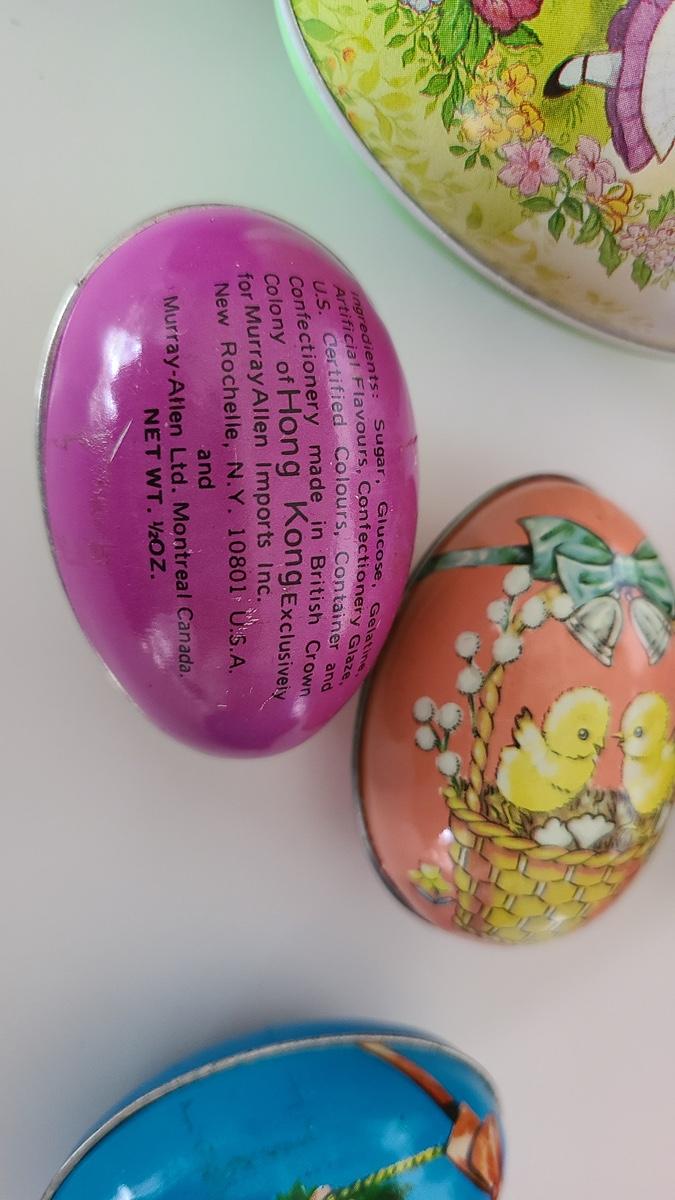 Ingredients: Sugar, Glucose, Gelatine,
Artificial Flavours, Confectionery Glaze,
U.S. Certified Colours, Container and
Confectionery made in British Crown
Colony of Hong Kong Exclusively
for Murray Allen Imports Inc.
New Rochelle, N.Y. 10801 U.S.A.
and
Murray-Allen Ltd. Montreal Canada.
NET WT. ½OZ.